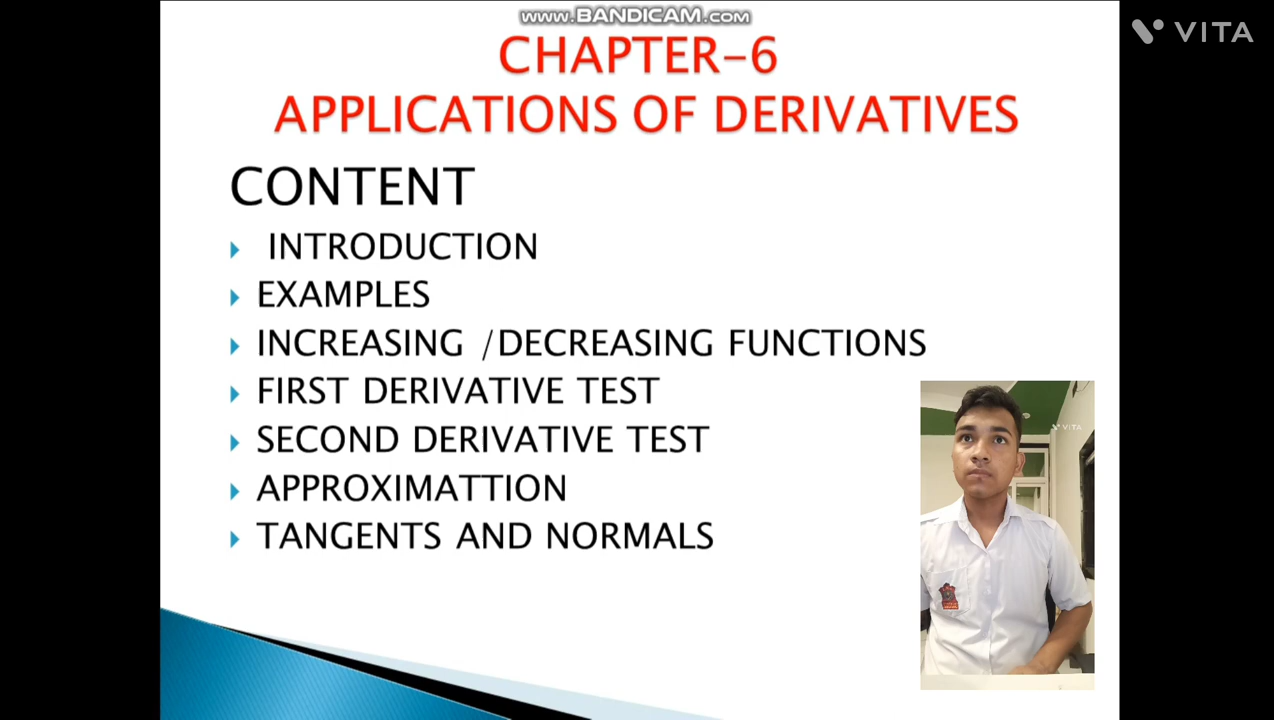 www.BANDICAM.com
VITA
CHAPTER-6
APPLICATIONS OF DERIVATIVES
CONTENT
INTRODUCTION
EXAMPLES
INCREASING /DECREASING FUNCTIONS
FIRST DERIVATIVE TEST
VITA
SECOND DERIVATIVE TEST
APPROXIMATTION
TANGENTS AND NORMALS